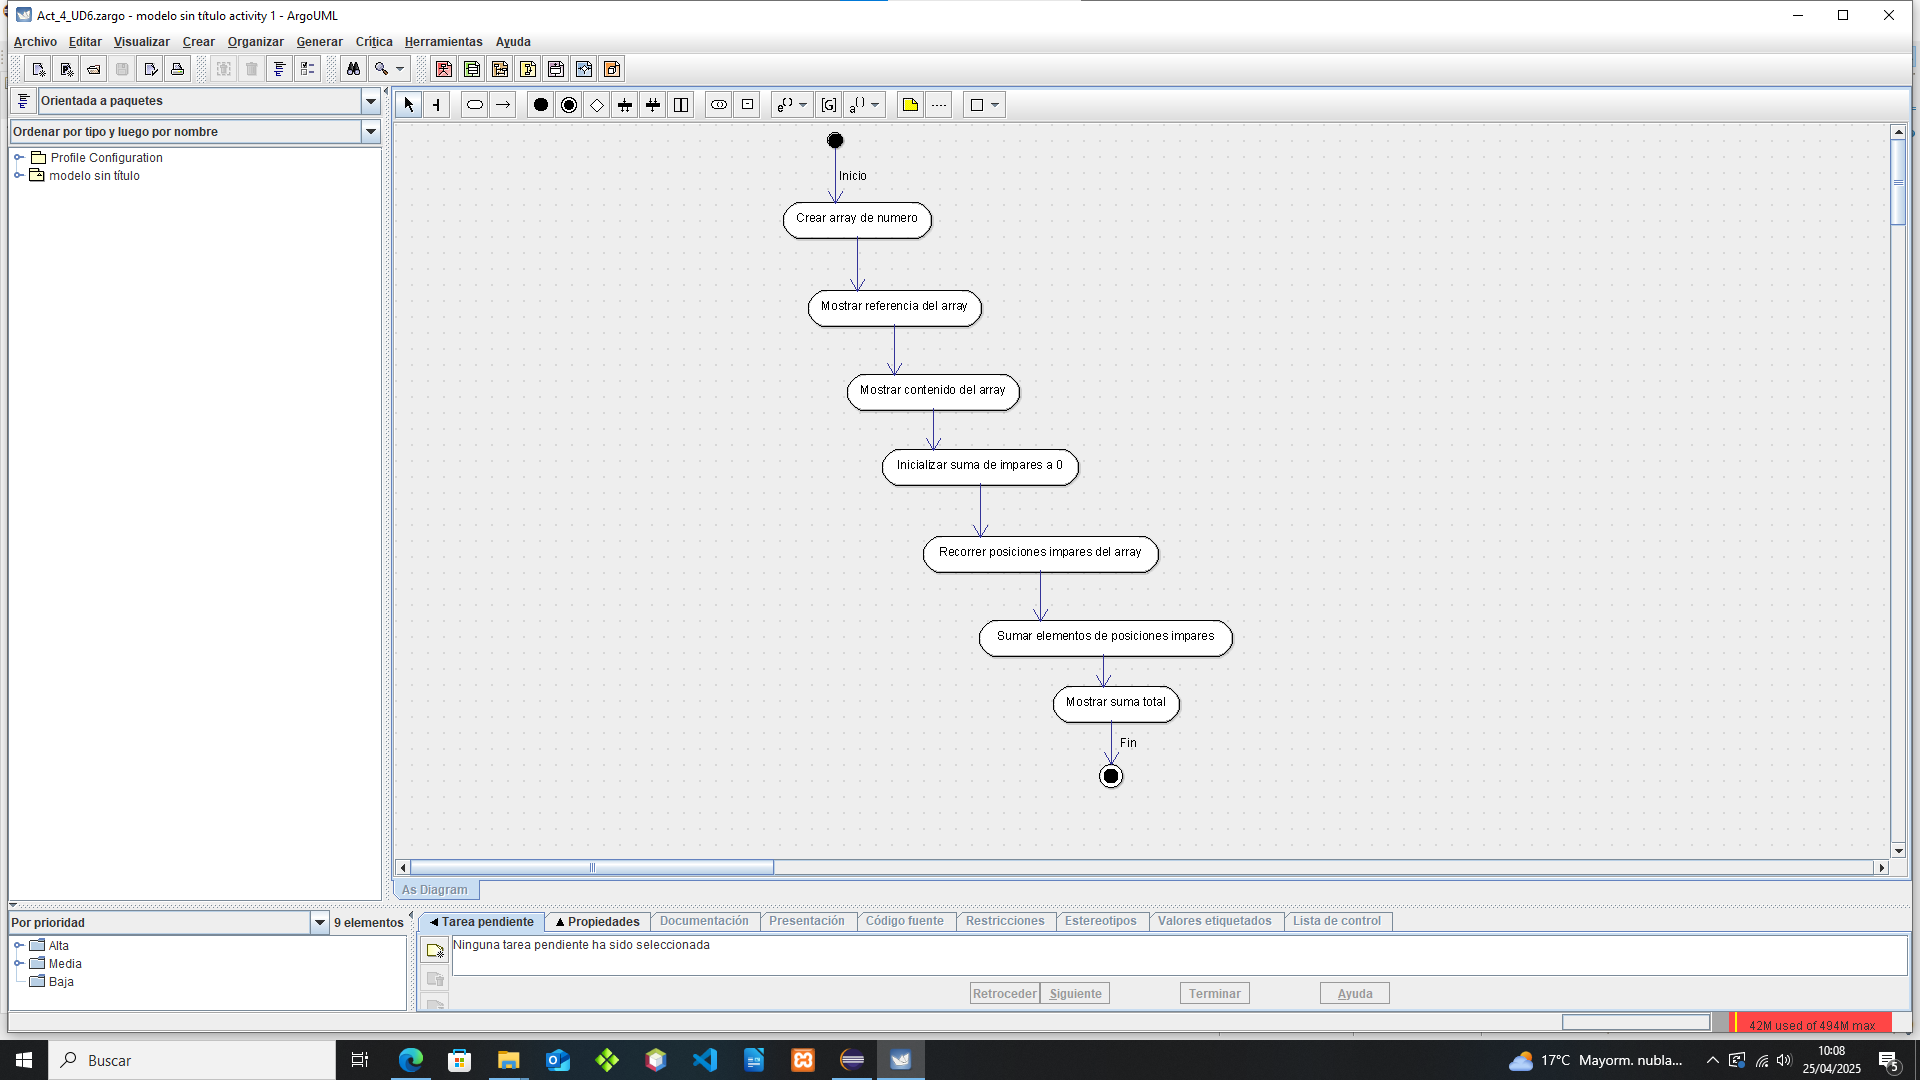 Act_4_UD6.zargo - modelo sin título activity 1 - ArgoUML
Archivo Editar Visualizar Crear Organizar Generar Crítica Herramientas Ayuda
Orientada a paquetes
Ordenar por tipo y luego por nombre
Profile Configuration
modelo sin título
Inicio
Crear array de numero
Mostrar referencia del array
Mostrar contenido del array
Inicializar suma de impares a 0
Recorrer posiciones impares del array
Sumar elementos de posiciones impares
Mostrar suma total
Fin
As Diagram
Por prioridad
9 elementos
Alta
Media
Baja
Tarea pendiente Propiedades Documentación Presentación Código fuente Restricciones Estereotipos Valores etiquetados Lista de control
Ninguna tarea pendiente ha sido seleccionada
Retroceder Siguiente Terminar Ayuda
42M used of 494M max
Buscar
17°C Mayorm. nubla...
10:08
25/04/2025
5